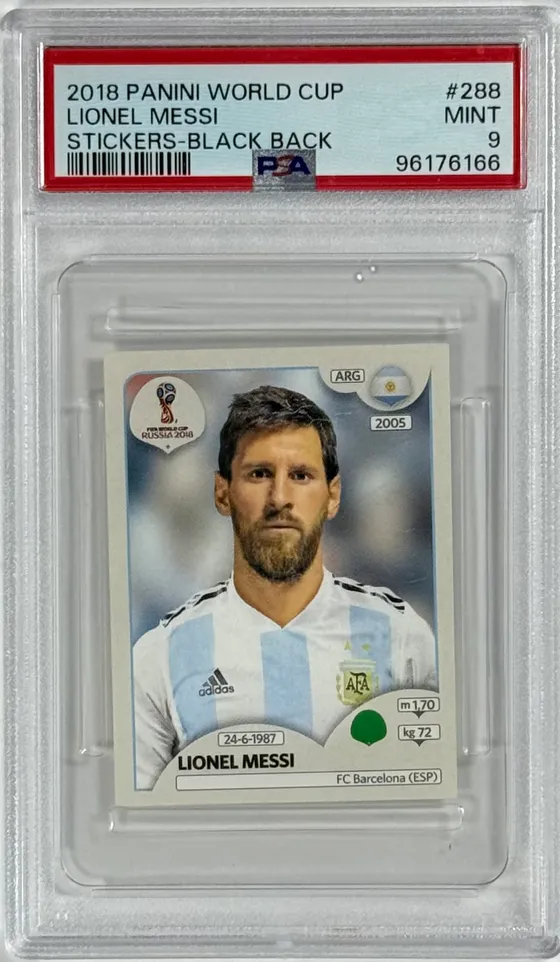 2018 PANINI WORLD CUP #288
LIONEL MESSI MINT
STICKERS-BLACK BACK 9
PSA 96176166
ARG
2005
FIFA WORLD CUP
RUSSIA 2018
adidas
AFA
m 1,70
kg 72
24-6-1987
LIONEL MESSI
FC Barcelona (ESP)